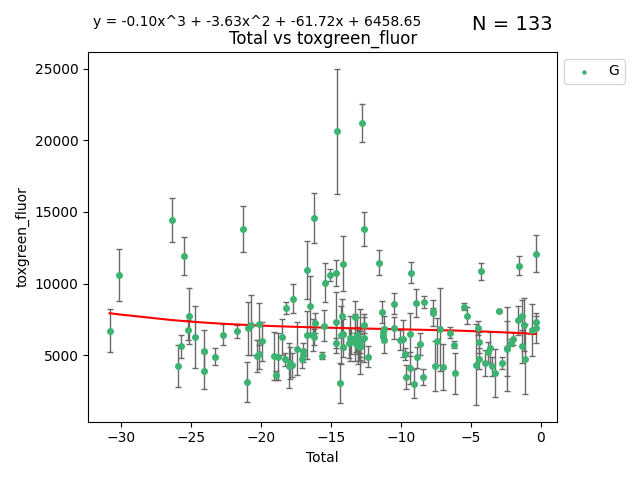 y = -0.10x^3 + -3.63x^2 + -61.72x + 6458.65
N = 133
Total vs toxgreen_fluor
G
25000
20000
15000
10000
5000
toxgreen_fluor
−30 −25 −20 −15 −10 −5 0
Total